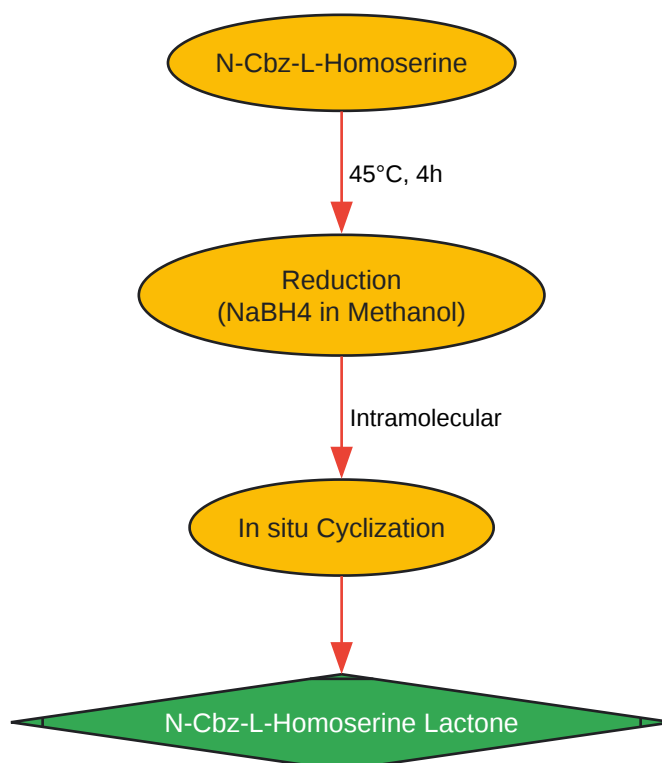 N-Cbz-L-Homoserine
45°C, 4h
Reduction
(NaBH4 in Methanol)
Intramolecular
In situ Cyclization
N-Cbz-L-Homoserine Lactone